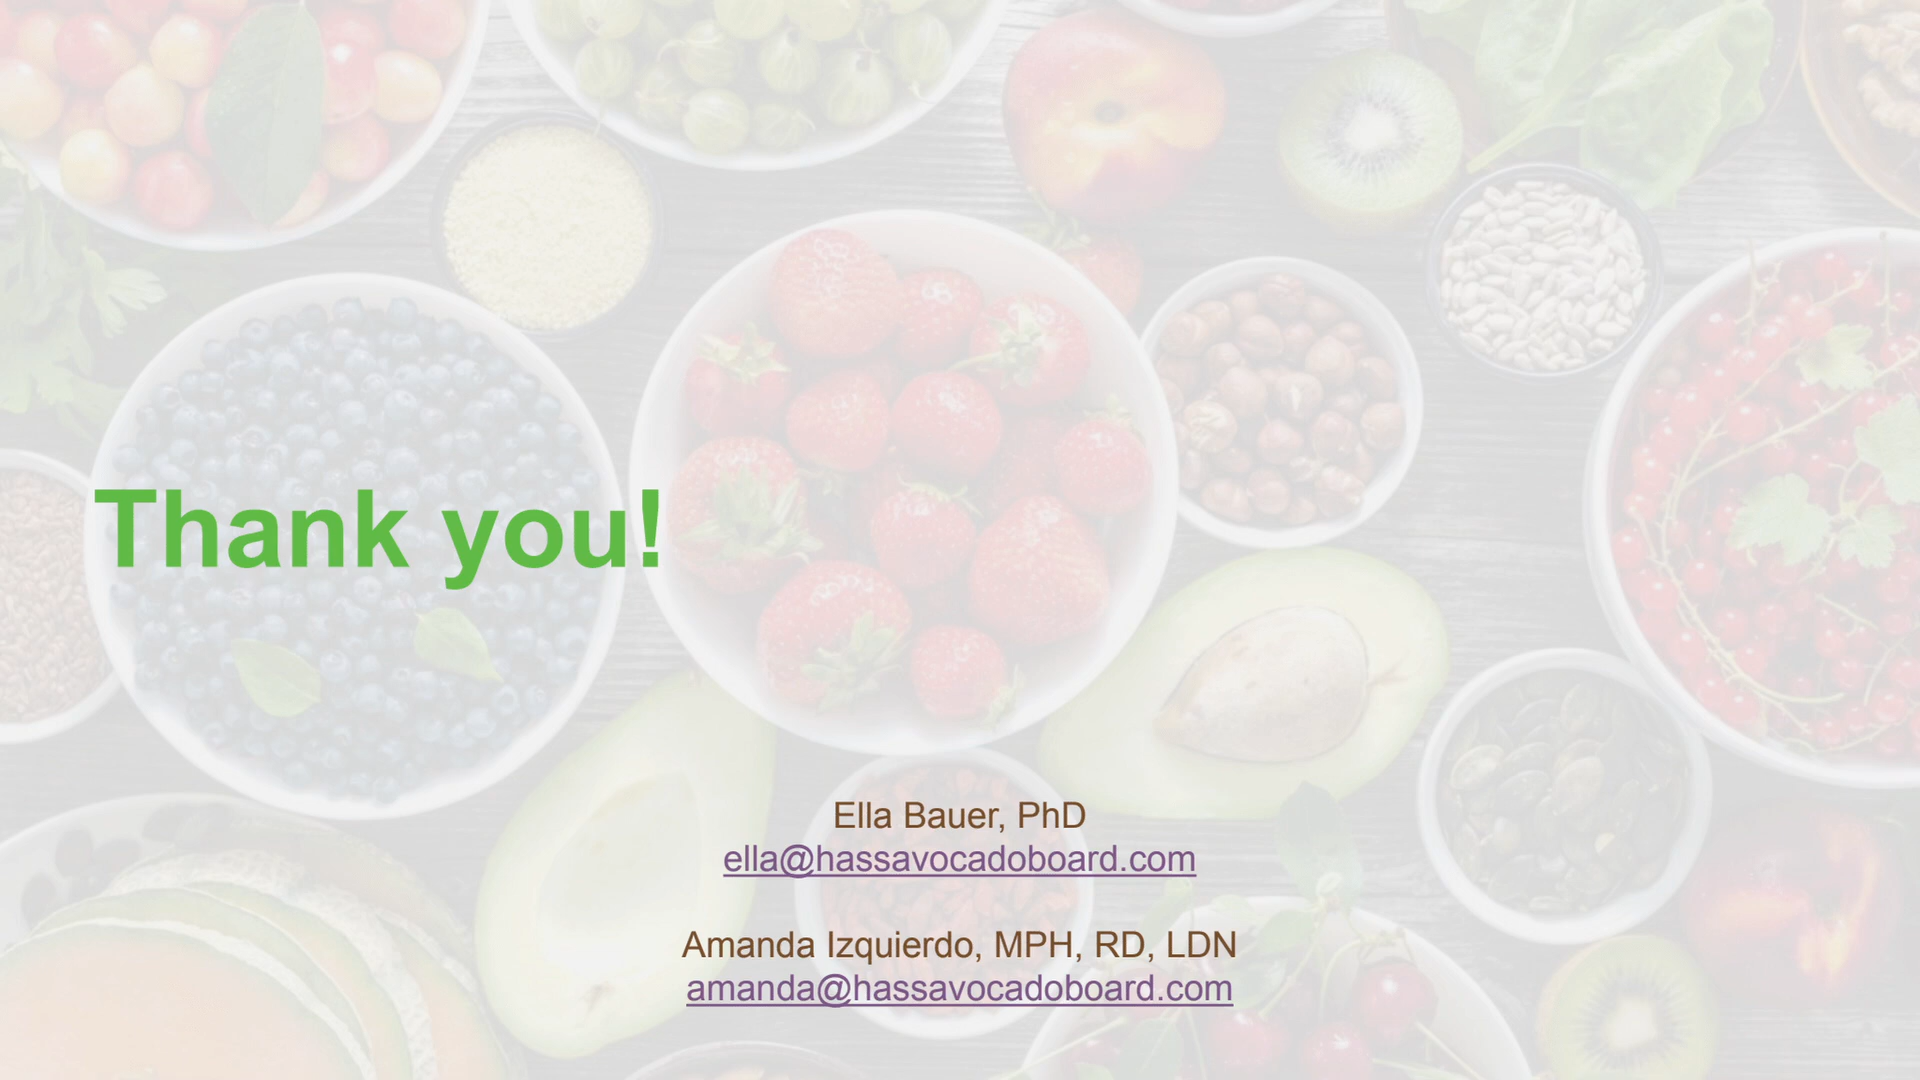 Thank you!
Ella Bauer, PhD
ella@hassavocadoboard.com
Amanda Izquierdo, MPH, RD, LDN
amanda@hassavocadoboard.com